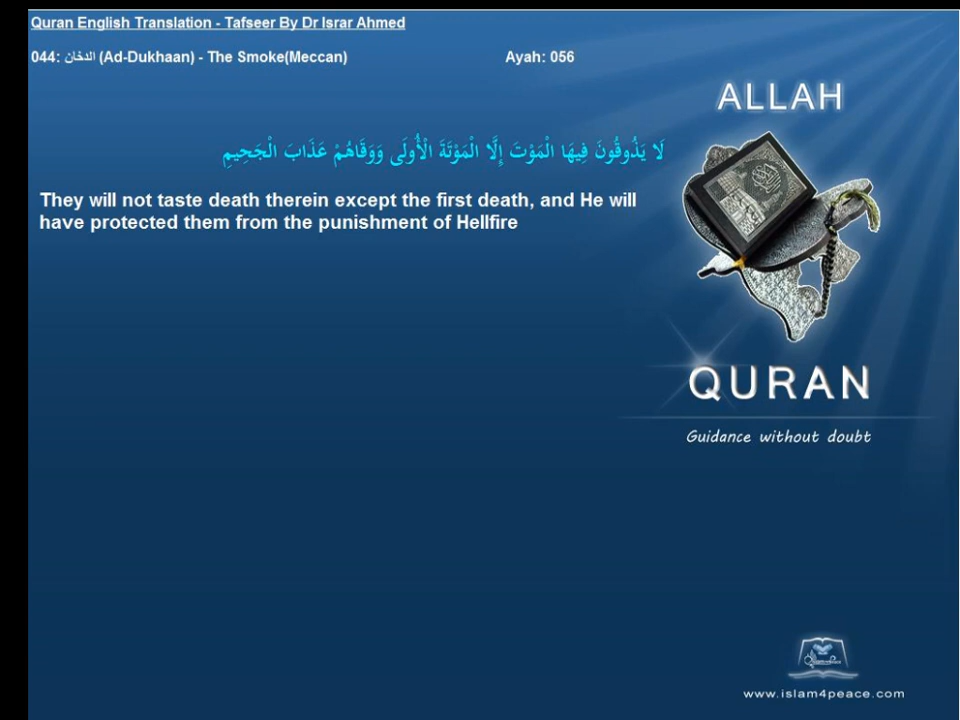 Quran English Translation - Tafseer By Dr Israr Ahmed
044: الدخان (Ad-Dukhaan) - The Smoke(Meccan) Ayah: 056
ALLAH
لَا يَذُوقُونَ فِيهَا الْمَوْتَ إِلَّا الْمَوْتَةَ الْأُولَى وَوَقَاهُمْ عَذَابَ الْجَحِيمِ
They will not taste death therein except the first death, and He will
have protected them from the punishment of Hellfire
QURAN
Guidance without doubt
www.islam4peace.com